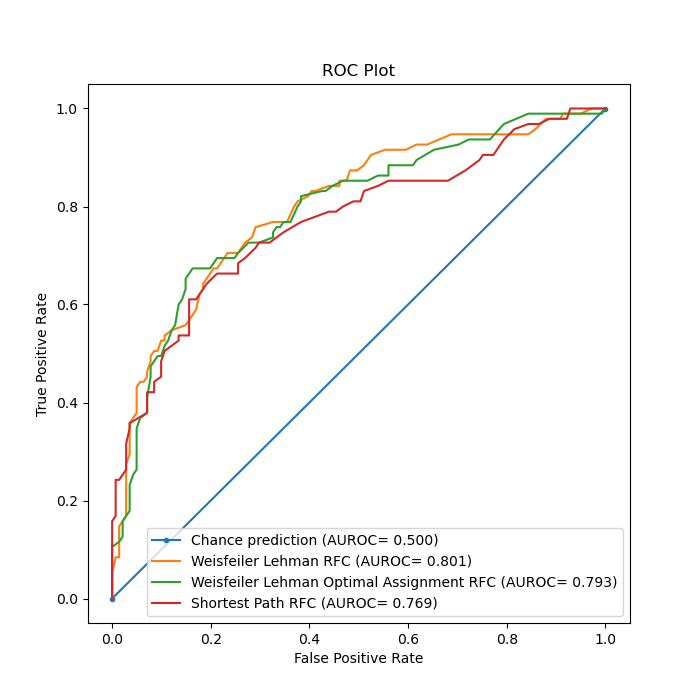 ROC Plot
1.0
0.8
0.6
0.4
0.2
0.0
True Positive Rate
Chance prediction (AUROC= 0.500)
Weisfeiler Lehman RFC (AUROC= 0.801)
Weisfeiler Lehman Optimal Assignment RFC (AUROC= 0.793)
Shortest Path RFC (AUROC= 0.769)
0.0 0.2 0.4 0.6 0.8 1.0
False Positive Rate